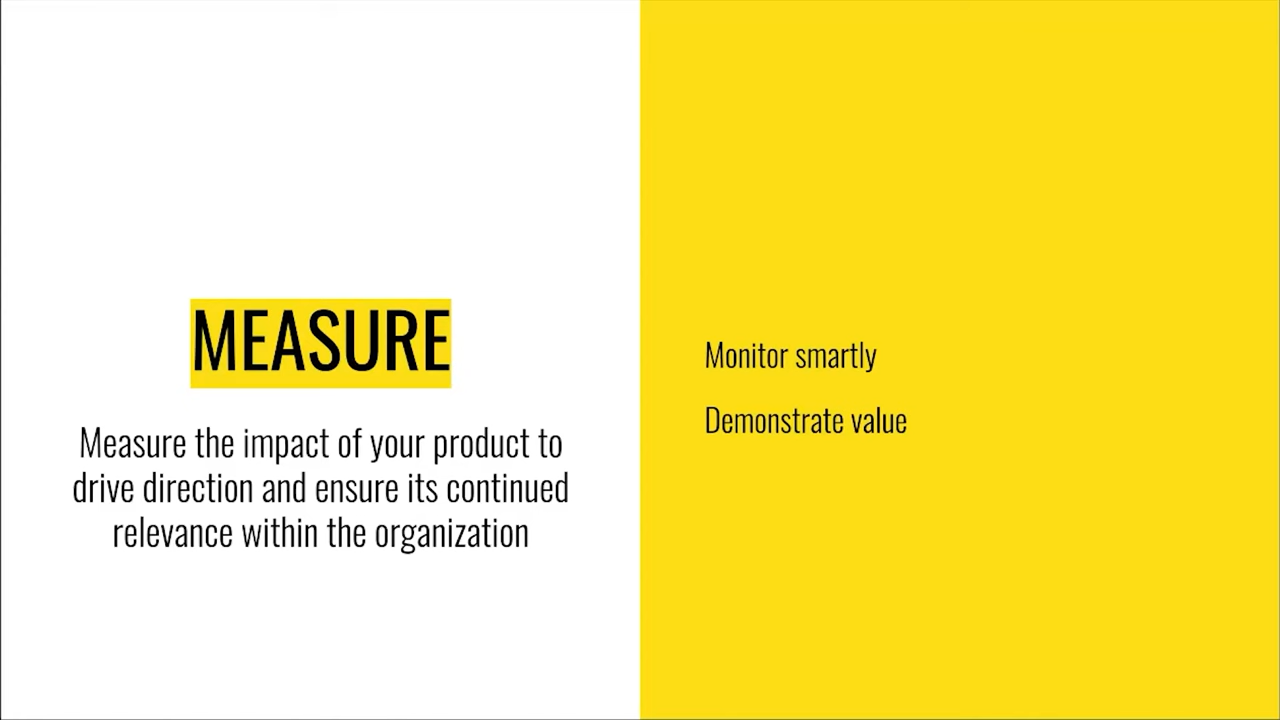 MEASURE
Measure the impact of your product to
drive direction and ensure its continued
relevance within the organization
Monitor smartly
Demonstrate value